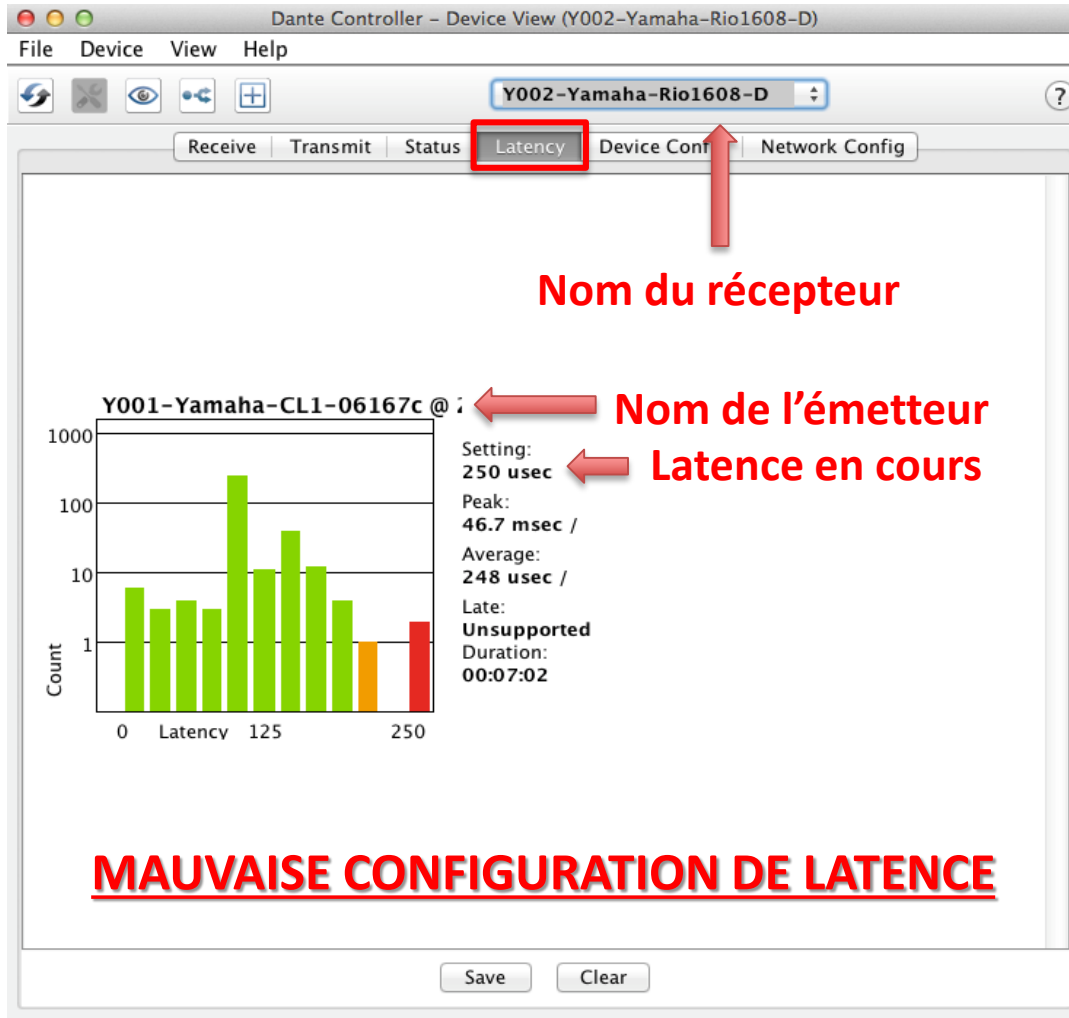 Dante Controller – Device View (Y002-Yamaha-Rio1608-D)
File Device View Help
Y002-Yamaha-Rio1608-D
?
Receive Transmit Status Latency Device Conf Network Config
Nom du récepteur
Y001-Yamaha-CL1-06167c @
Nom de l’émetteur
Setting:
250 usec
Latence en cours
Peak:
46.7 msec /
Average:
248 usec /
Late:
Unsupported
Duration:
00:07:02
1000
100
10
1
Count
0 Latency 125 250
MAUVAISE CONFIGURATION DE LATENCE
Save Clear